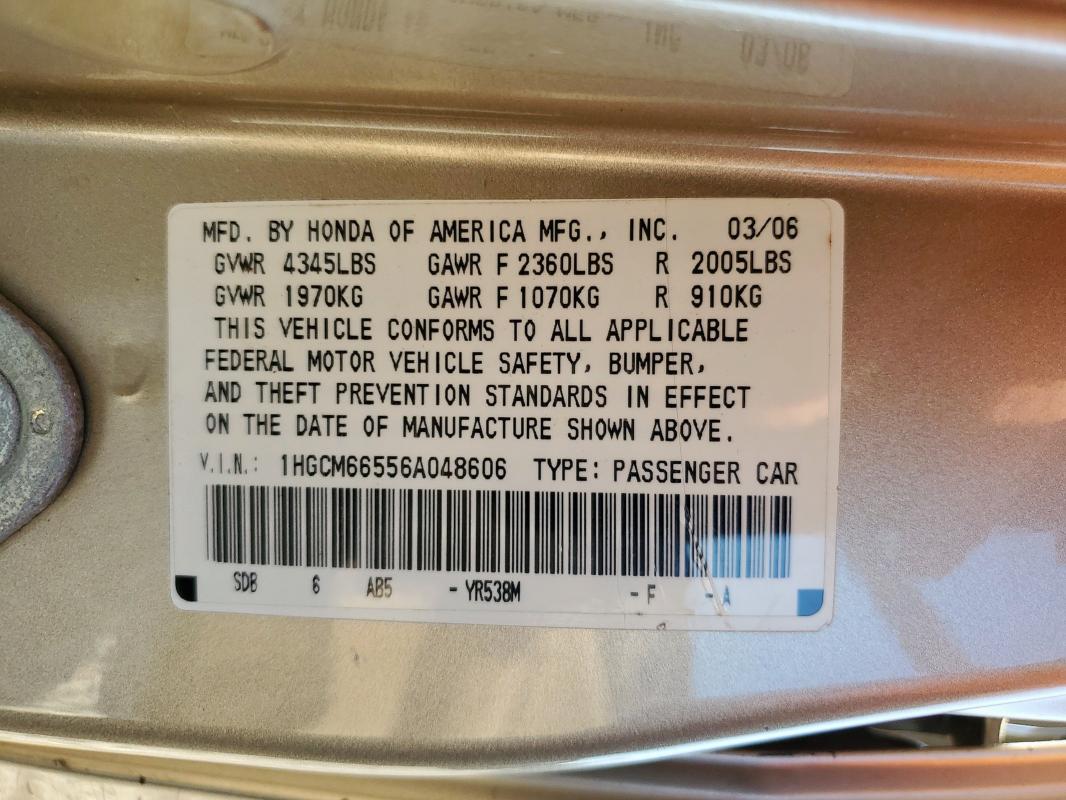 MFD. BY HONDA OF AMERICA MFG., INC. 03/06
GVWR 4345LBS GAWR F 2360LBS R 2005LBS
GVWR 1970KG GAWR F 1070KG R 910KG
THIS VEHICLE CONFORMS TO ALL APPLICABLE
FEDERAL MOTOR VEHICLE SAFETY, BUMPER,
AND THEFT PREVENTION STANDARDS IN EFFECT
ON THE DATE OF MANUFACTURE SHOWN ABOVE.
V.I.N.: 1HGCM66556A048606 TYPE: PASSENGER CAR
SDB 6 AB5 - YR538M - F - A